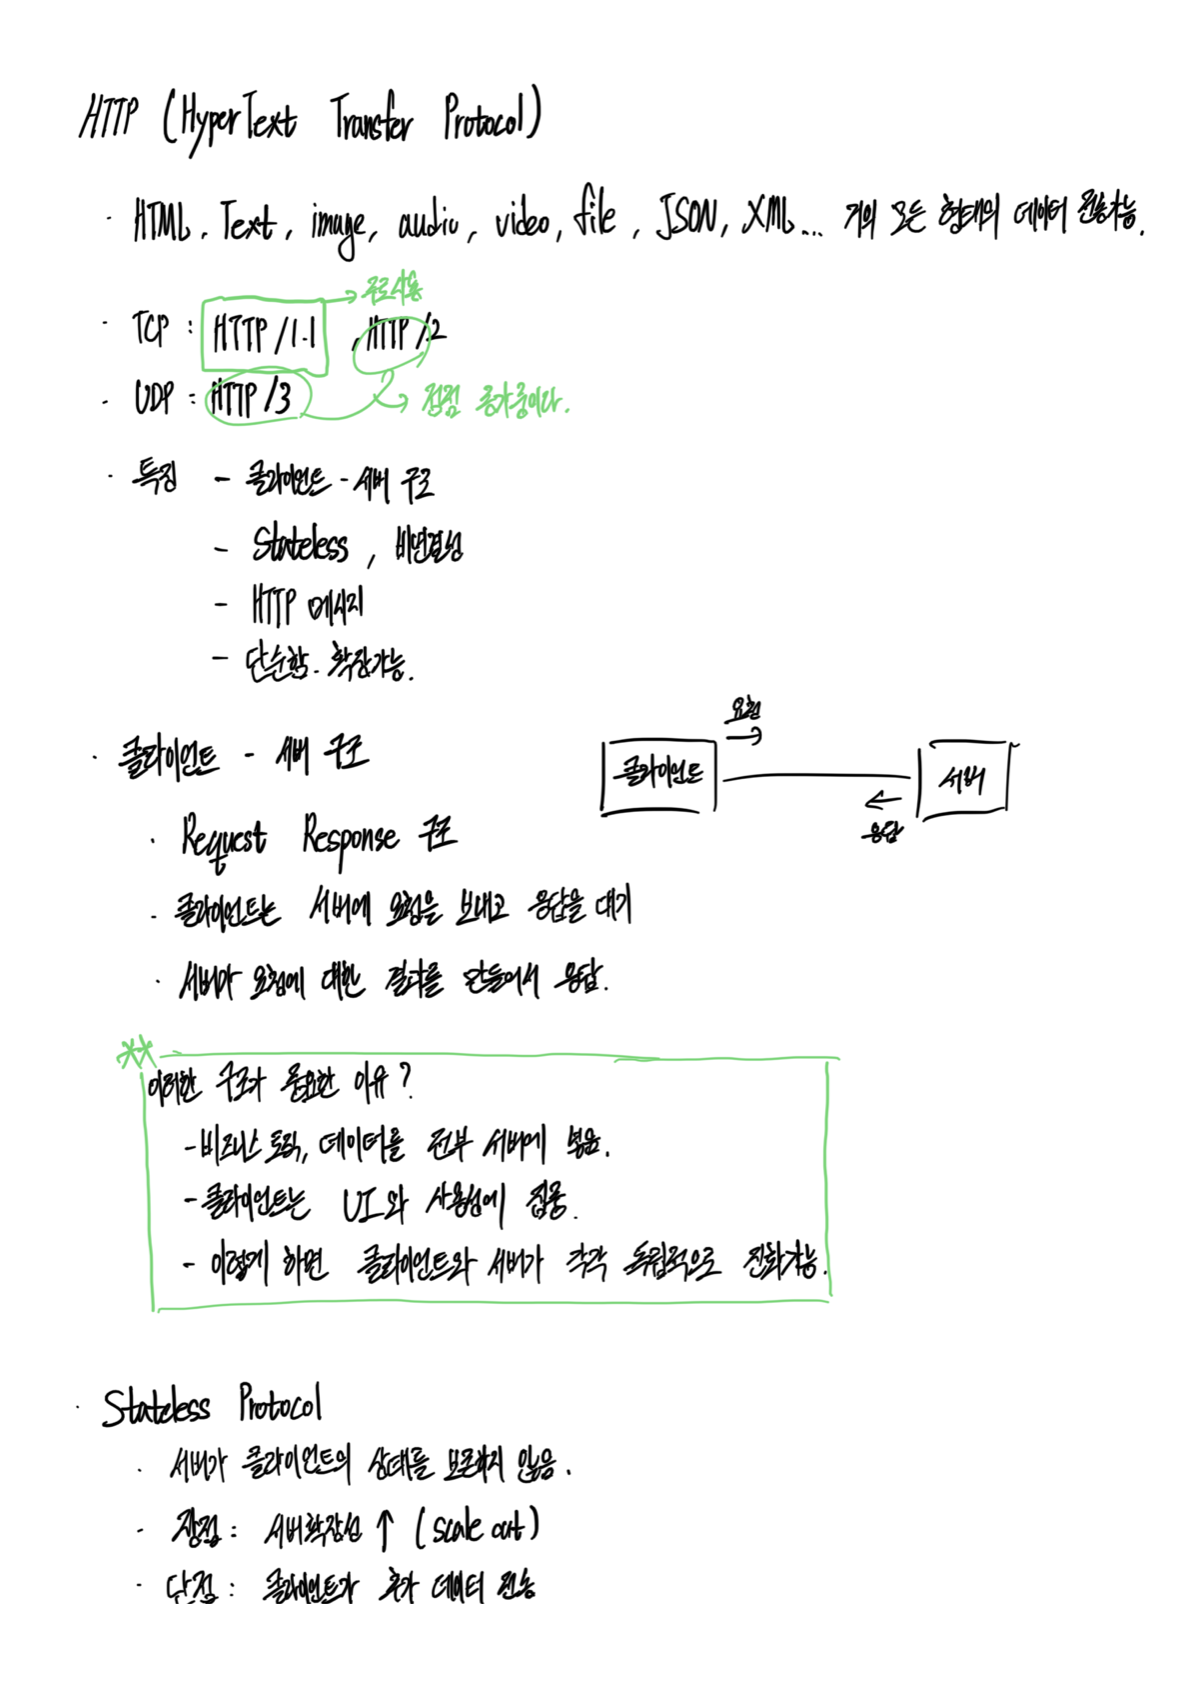 HTTP (HyperText Transfer Protocol)
· HTML, Text, image, audio, video, file, JSON, XML... 거의 모든 형태의 데이터 전송가능.
→ 주로사용
· TCP : HTTP/1.1 , HTTP/2
· UDP : HTTP/3 → 점점 증가중이다.
· 특징 - 클라이언트 - 서버 구조
- Stateless, 비연결성
- HTTP 메시지
- 단순함. 확장가능.
요청 →
· 클라이언트 - 서버 구조
클라이언트 서버
← 응답
· Request Response 구조
· 클라이언트는 서버에 요청을 보내고 응답을 대기
· 서버가 요청에 대한 결과를 만들어서 응답.
** 이러한 구조가 중요한 이유?
- 비즈니스 로직, 데이터를 전부 서버에 넣음.
- 클라이언트는 UI와 사용성에 집중.
- 이렇게 하면 클라이언트와 서버가 각각 독립적으로 진화가능.
· Stateless Protocol
· 서버가 클라이언트의 상태를 보존하지 않음.
· 장점 : 서버확장성 ↑ (scale out)
· 단점 : 클라이언트가 추가 데이터 전송